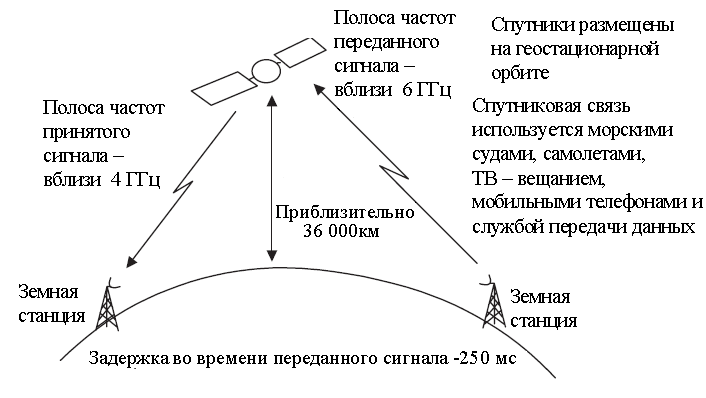 Полоса частот
переданного
сигнала –
вблизи 6 ГГц
Спутники размещены
на геостационарной
орбите
Полоса частот
принятого
сигнала –
вблизи 4 ГГц
Спутниковая связь
используется морскими
судами, самолетами,
ТВ – вещанием,
мобильными телефонами и
службой передачи данных
Приблизительно
36 000км
Земная
станция
Земная
станция
Задержка во времени переданного сигнала -250 мс